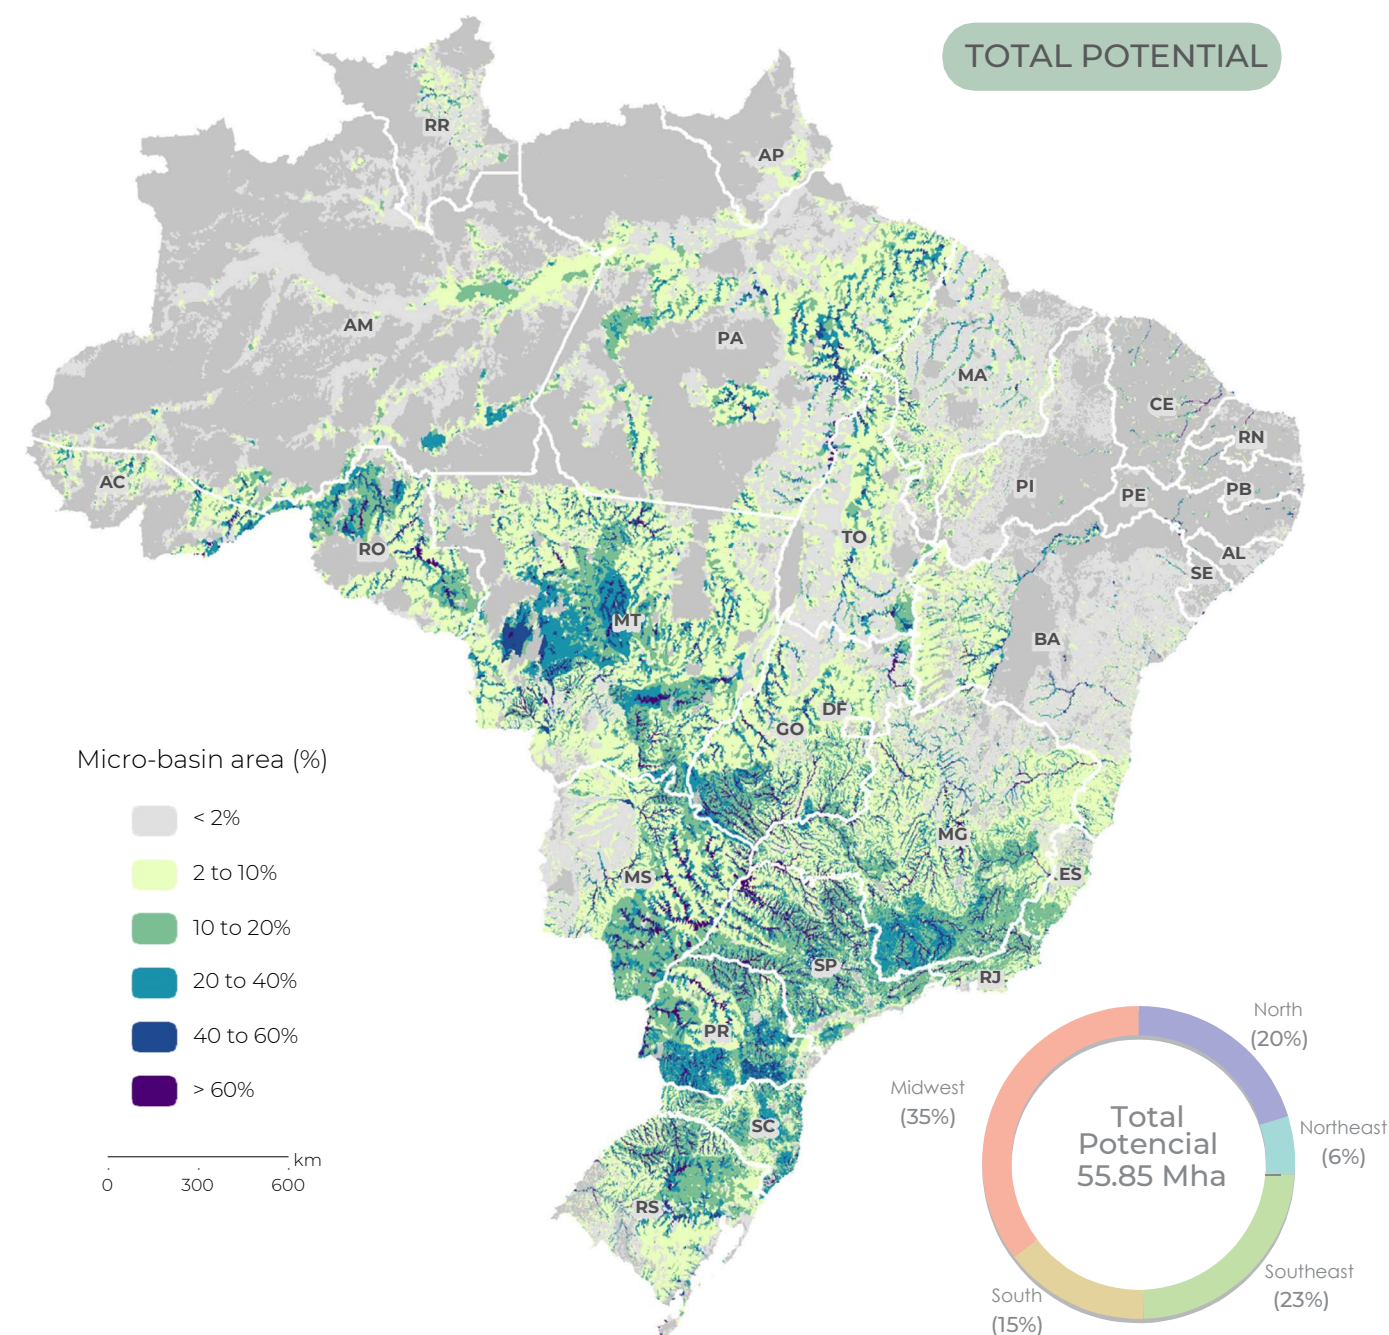 TOTAL POTENTIAL
RR
AP
AM
PA
MA
CE
RN
AC
PI
PE
PB
TO
RO
AL
SE
MT
BA
DF
GO
Micro-basin area (%)
< 2%
2 to 10%
10 to 20%
20 to 40%
40 to 60%
> 60%
MG
MS
ES
SP
RJ
PR
SC
RS
km
0 300 600
North
(20%)
Midwest
(35%)
Total
Potencial
55.85 Mha
Northeast
(6%)
Southeast
(23%)
South
(15%)